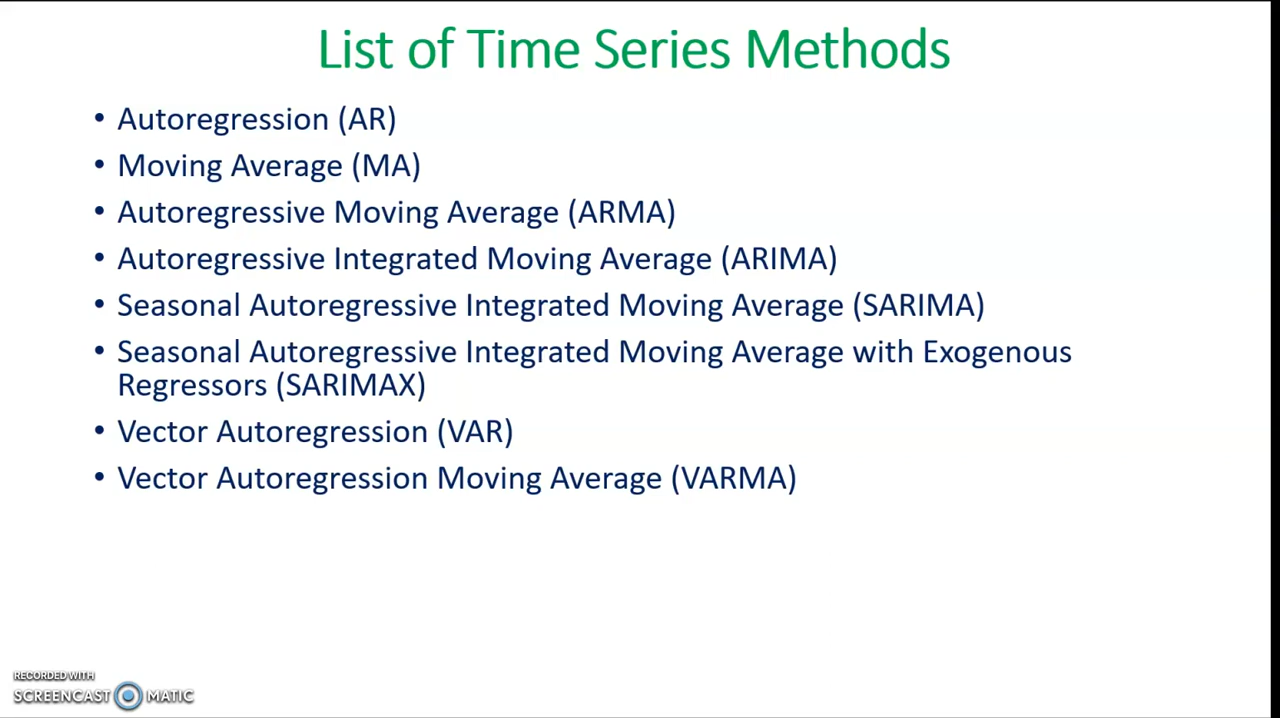 List of Time Series Methods
• Autoregression (AR)
• Moving Average (MA)
• Autoregressive Moving Average (ARMA)
• Autoregressive Integrated Moving Average (ARIMA)
• Seasonal Autoregressive Integrated Moving Average (SARIMA)
• Seasonal Autoregressive Integrated Moving Average with Exogenous
Regressors (SARIMAX)
• Vector Autoregression (VAR)
• Vector Autoregression Moving Average (VARMA)
RECORDED WITH
SCREENCAST MATIC